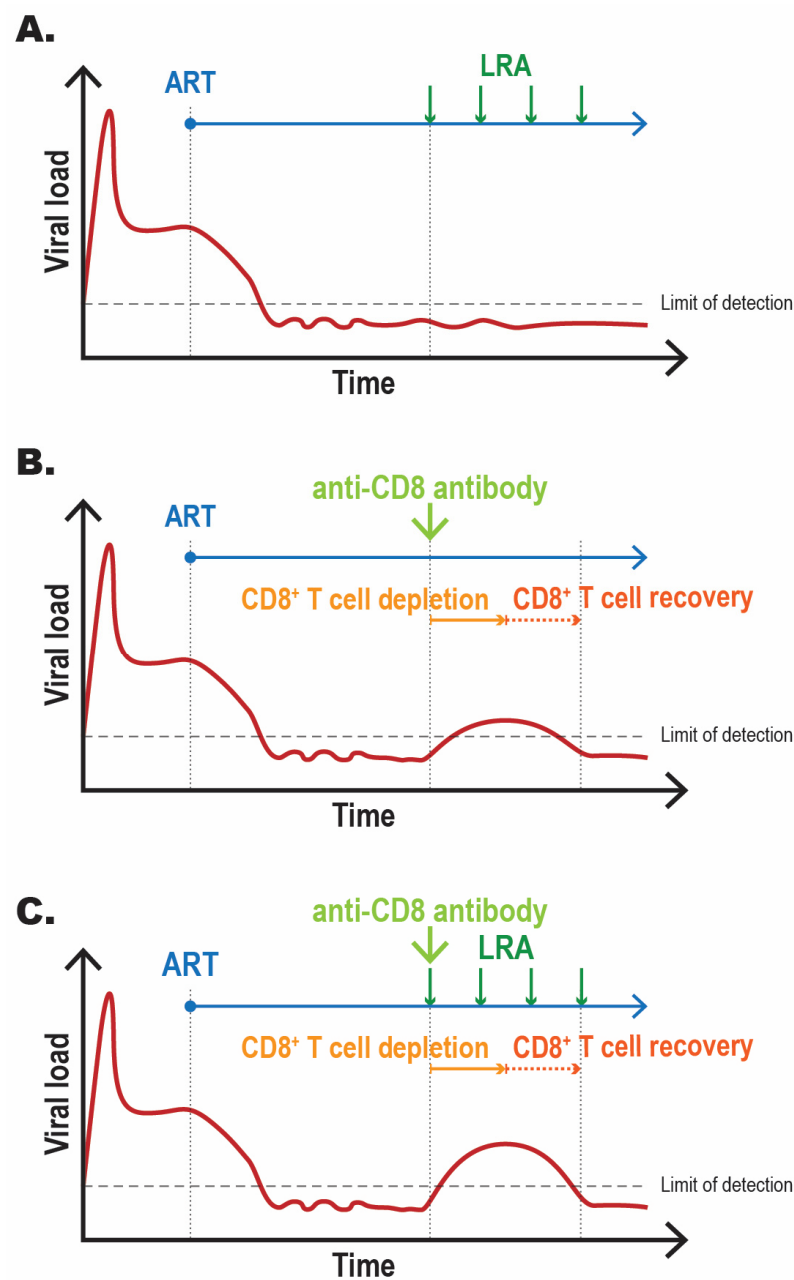 A.
LRA
ART
Viral load
Limit of detection
Time
B.
anti-CD8 antibody
ART
CD8⁺ T cell depletion
CD8⁺ T cell recovery
Viral load
Limit of detection
Time
C.
anti-CD8 antibody
LRA
ART
CD8⁺ T cell depletion
CD8⁺ T cell recovery
Viral load
Limit of detection
Time